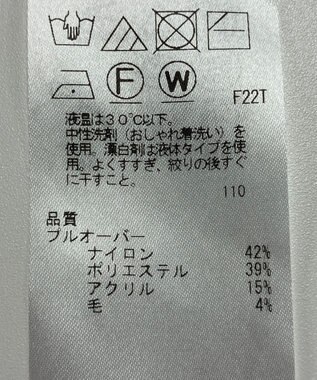 F W F22T
液温は30℃以下。
中性洗剤(おしゃれ着洗い)を
使用。漂白剤は液体タイプを使
用。よくすすぎ、絞りの後すぐ
に干すこと。
110
品質
プルオーバー
ナイロン 42%
ポリエステル 39%
アクリル 15%
毛 4%